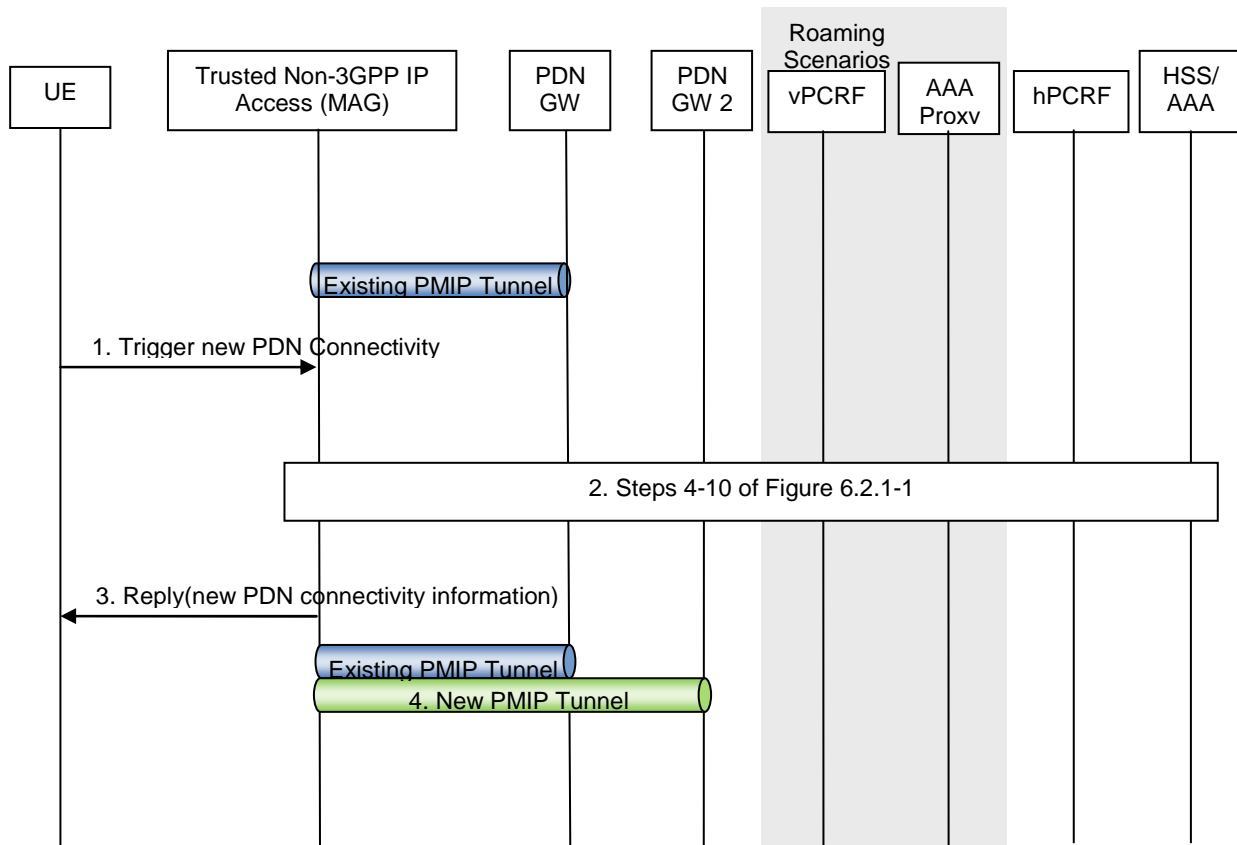 Roaming
Scenarios
UE
Trusted Non-3GPP IP
Access (MAG)
PDN
GW
PDN
GW 2
vPCRF
AAA
Proxy
hPCRF
HSS/
AAA
Existing PMIP Tunnel
1. Trigger new PDN Connectivity
2. Steps 4-10 of Figure 6.2.1-1
3. Reply(new PDN connectivity information)
Existing PMIP Tunnel
4. New PMIP Tunnel